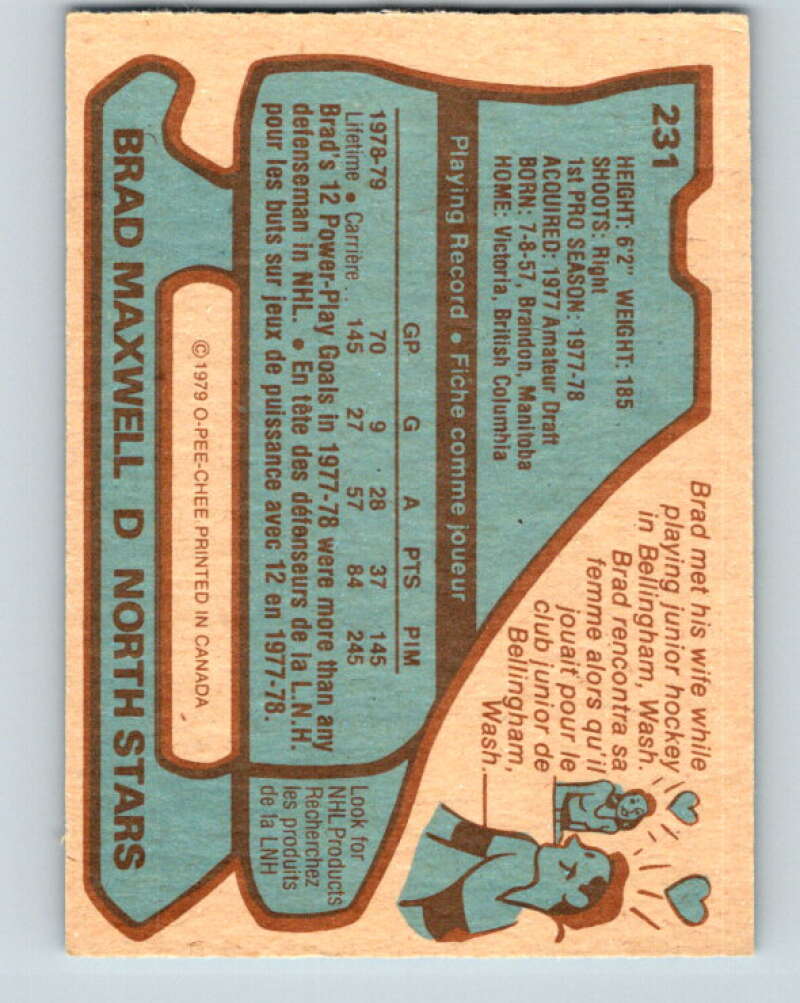 231
HEIGHT: 6'2" WEIGHT: 185
SHOOTS: Right
1st PRO SEASON: 1977-78
ACQUIRED: 1977 Amateur Draft
BORN: 7-8-57, Brandon, Manitoba
HOME: Victoria, British Columbia
Brad met his wife while
playing junior hockey
in Bellingham, Wash.
Brad rencontra sa
femme alors qu'il
jouait pour le
club junior de
Bellingham,
Wash.
Playing Record • Fiche comme joueur
GP G A PTS PIM
1978-79 70 9 28 37 145
Lifetime • Carrière .. 145 27 57 84 245
Brad's 12 Power-Play Goals in 1977-78 were more than any
defenseman in NHL. • En tête des défenseurs de la L.N.H.
pour les buts sur jeux de puissance avec 12 en 1977-78.
Look for
NHL Products
Recherchez
les produits
de la LNH
©1979 O-PEE-CHEE PRINTED IN CANADA
BRAD MAXWELL D NORTH STARS